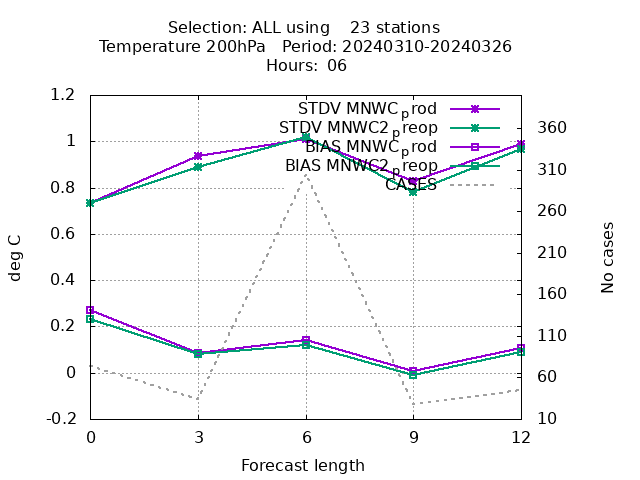 Selection: ALL using    23 stations
Temperature 200hPa   Period: 20240310-20240326
Hours:  06
STDV MNWC_prod
STDV MNWC2_preop
BIAS MNWC_prod
BIAS MNWC2_preop
CASES
1.2
1
0.8
0.6
0.4
0.2
0
-0.2
deg C
360
310
260
210
160
110
60
10
No cases
0 3 6 9 12
Forecast length